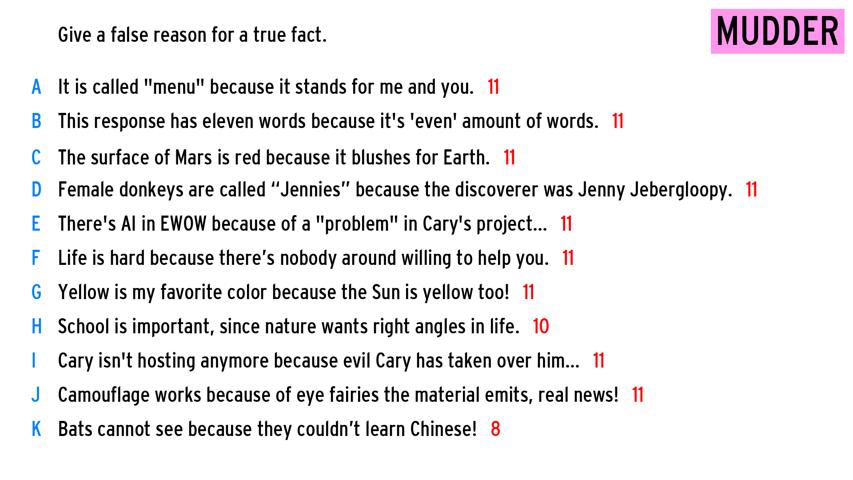 Give a false reason for a true fact.
MUDDER
A It is called "menu" because it stands for me and you. 11
B This response has eleven words because it's 'even' amount of words. 11
C The surface of Mars is red because it blushes for Earth. 11
D Female donkeys are called “Jennies” because the discoverer was Jenny Jebergloopy. 11
E There's AI in EWOW because of a "problem" in Cary's project... 11
F Life is hard because there’s nobody around willing to help you. 11
G Yellow is my favorite color because the Sun is yellow too! 11
H School is important, since nature wants right angles in life. 10
I Cary isn't hosting anymore because evil Cary has taken over him... 11
J Camouflage works because of eye fairies the material emits, real news! 11
K Bats cannot see because they couldn’t learn Chinese! 8